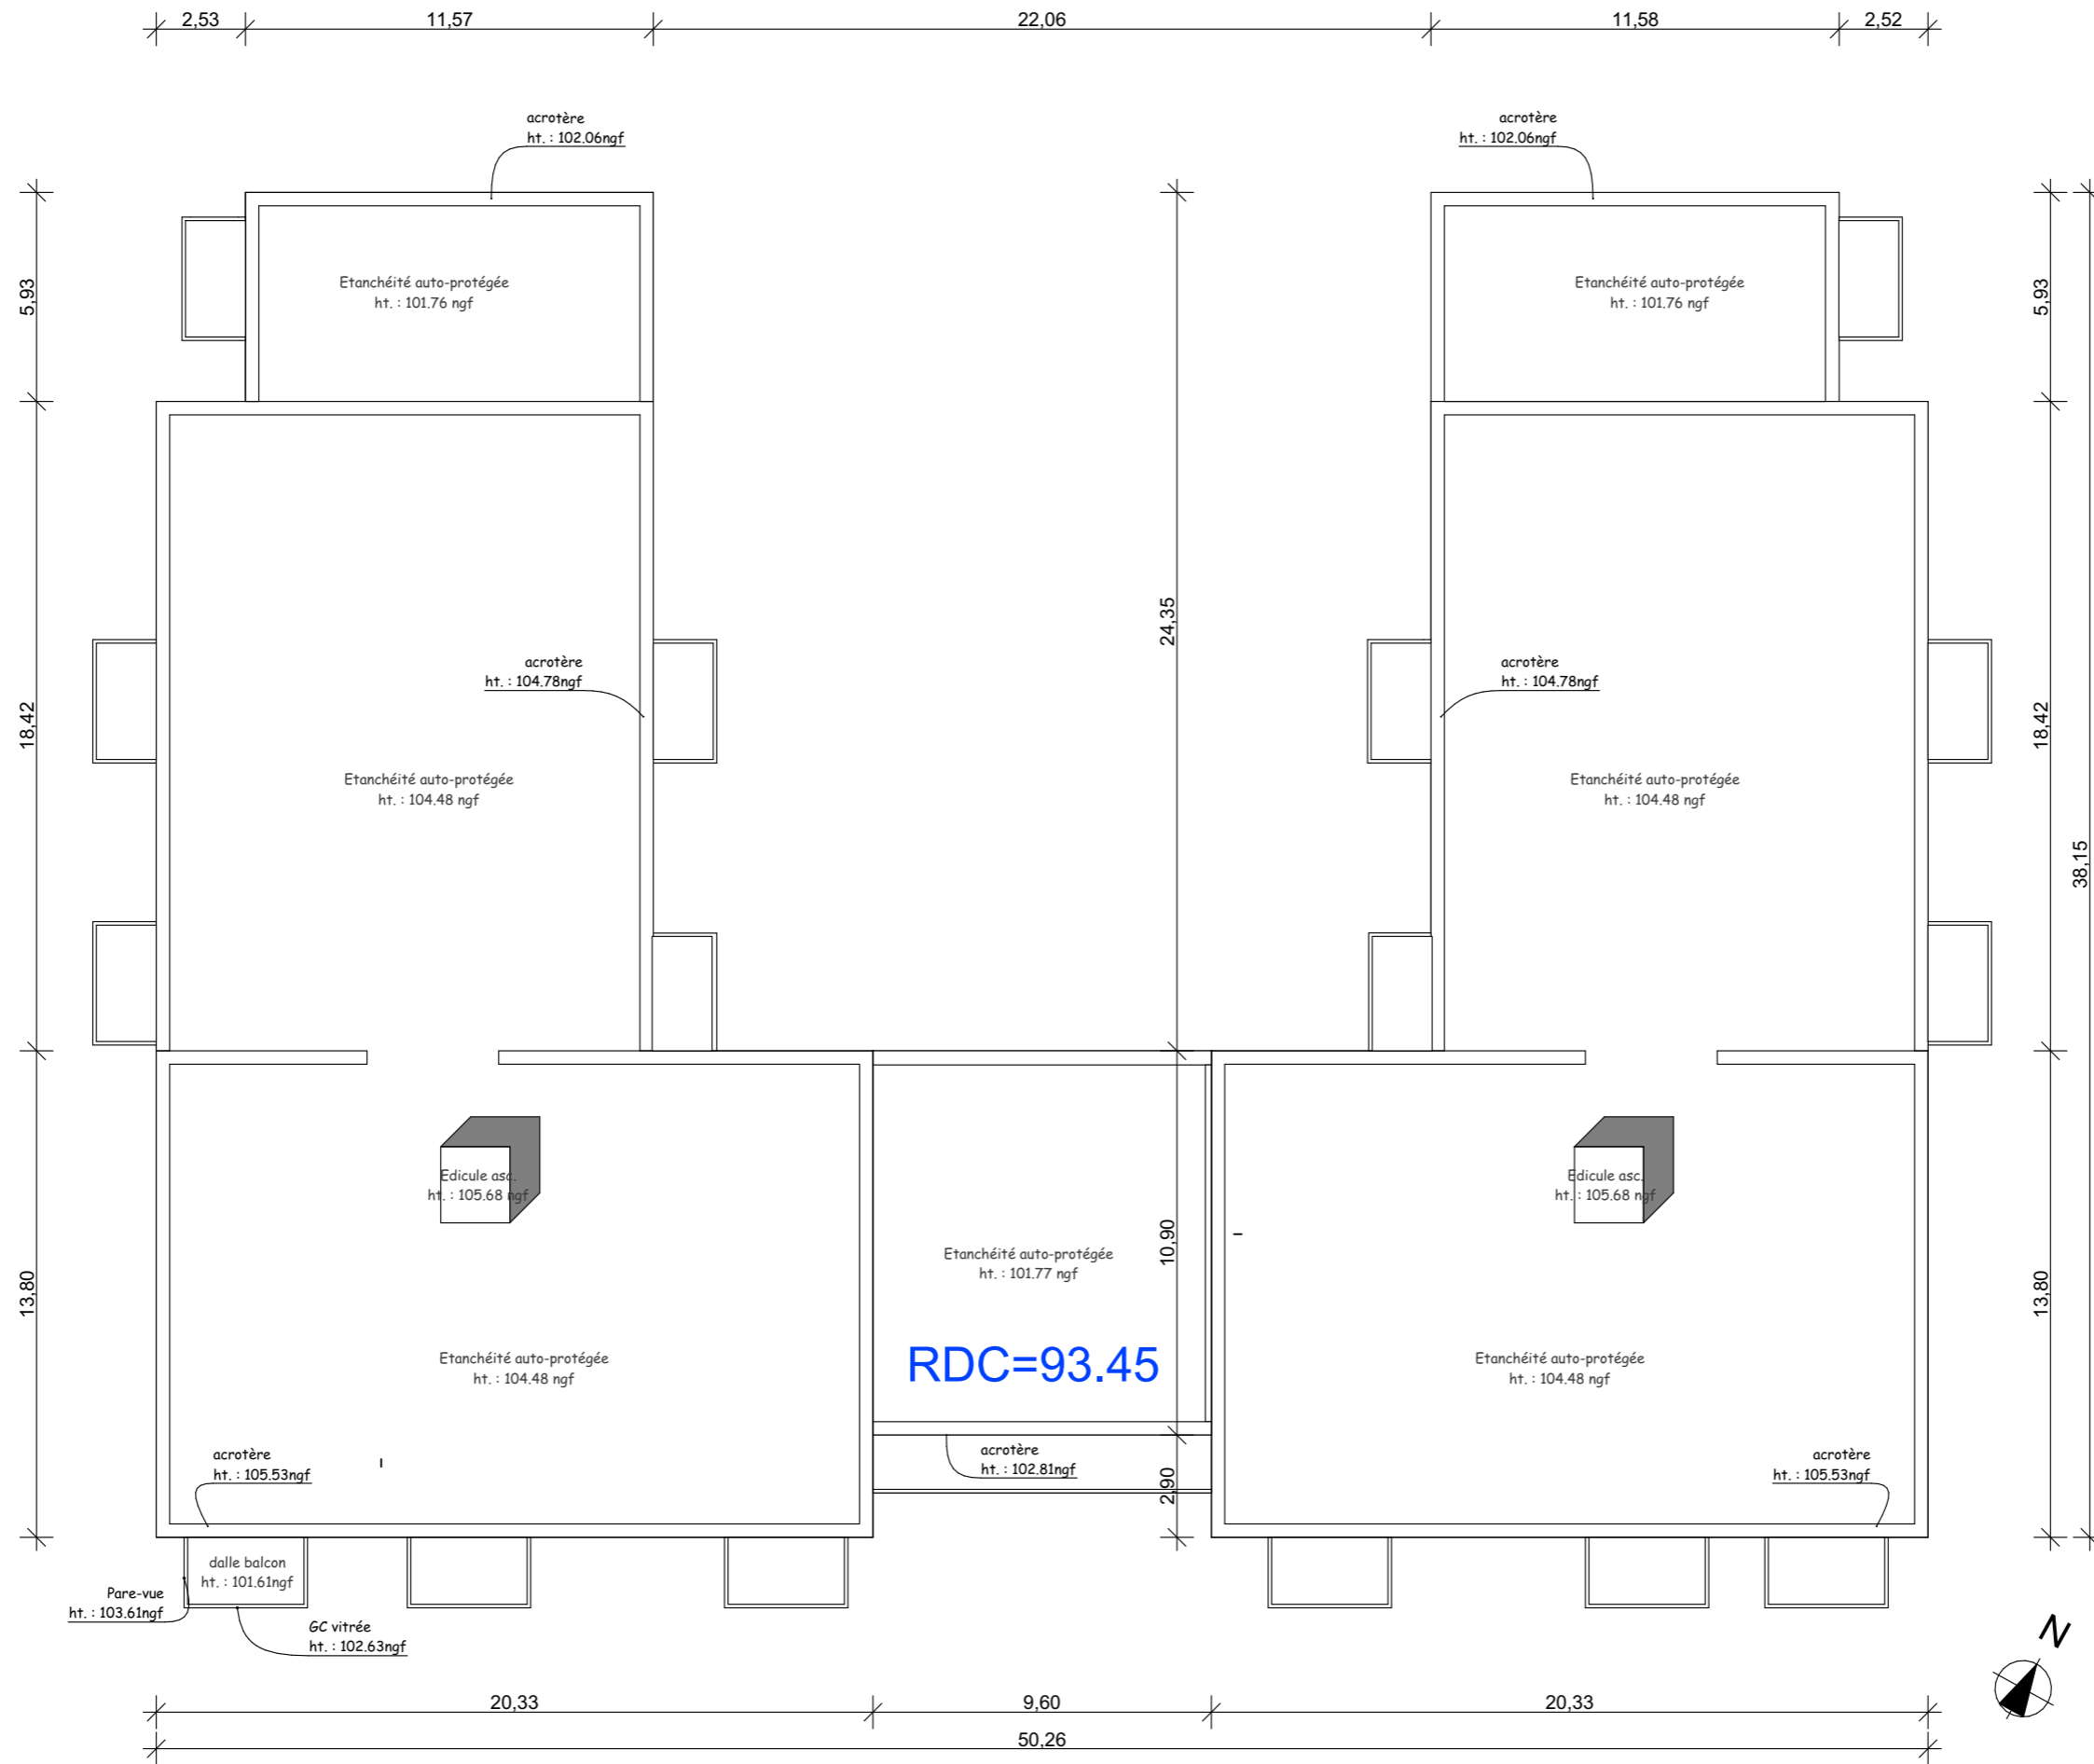 2,53
11,57
22,06
11,58
2,52
acrotère
ht. : 102.06ngf
acrotère
ht. : 102.06ngf
5,93
Etanchéité auto-protégée
ht. : 101.76 ngf
Etanchéité auto-protégée
ht. : 101.76 ngf
5,93
24,35
acrotère
ht. : 104.78ngf
acrotère
ht. : 104.78ngf
18,42
18,42
Etanchéité auto-protégée
ht. : 104.48 ngf
Etanchéité auto-protégée
ht. : 104.48 ngf
38,15
Edicule asc.
ht. : 105.68 ngf
Edicule asc.
ht. : 105.68 ngf
10,90
Etanchéité auto-protégée
ht. : 101.77 ngf
13,80
13,80
Etanchéité auto-protégée
ht. : 104.48 ngf
RDC=93.45
Etanchéité auto-protégée
ht. : 104.48 ngf
acrotère
ht. : 105.53ngf
acrotère
ht. : 102.81ngf
2,90
acrotère
ht. : 105.53ngf
dalle balcon
ht. : 101.61ngf
Pare-vue
ht. : 103.61ngf
GC vitrée
ht. : 102.63ngf
N
20,33
9,60
20,33
50,26